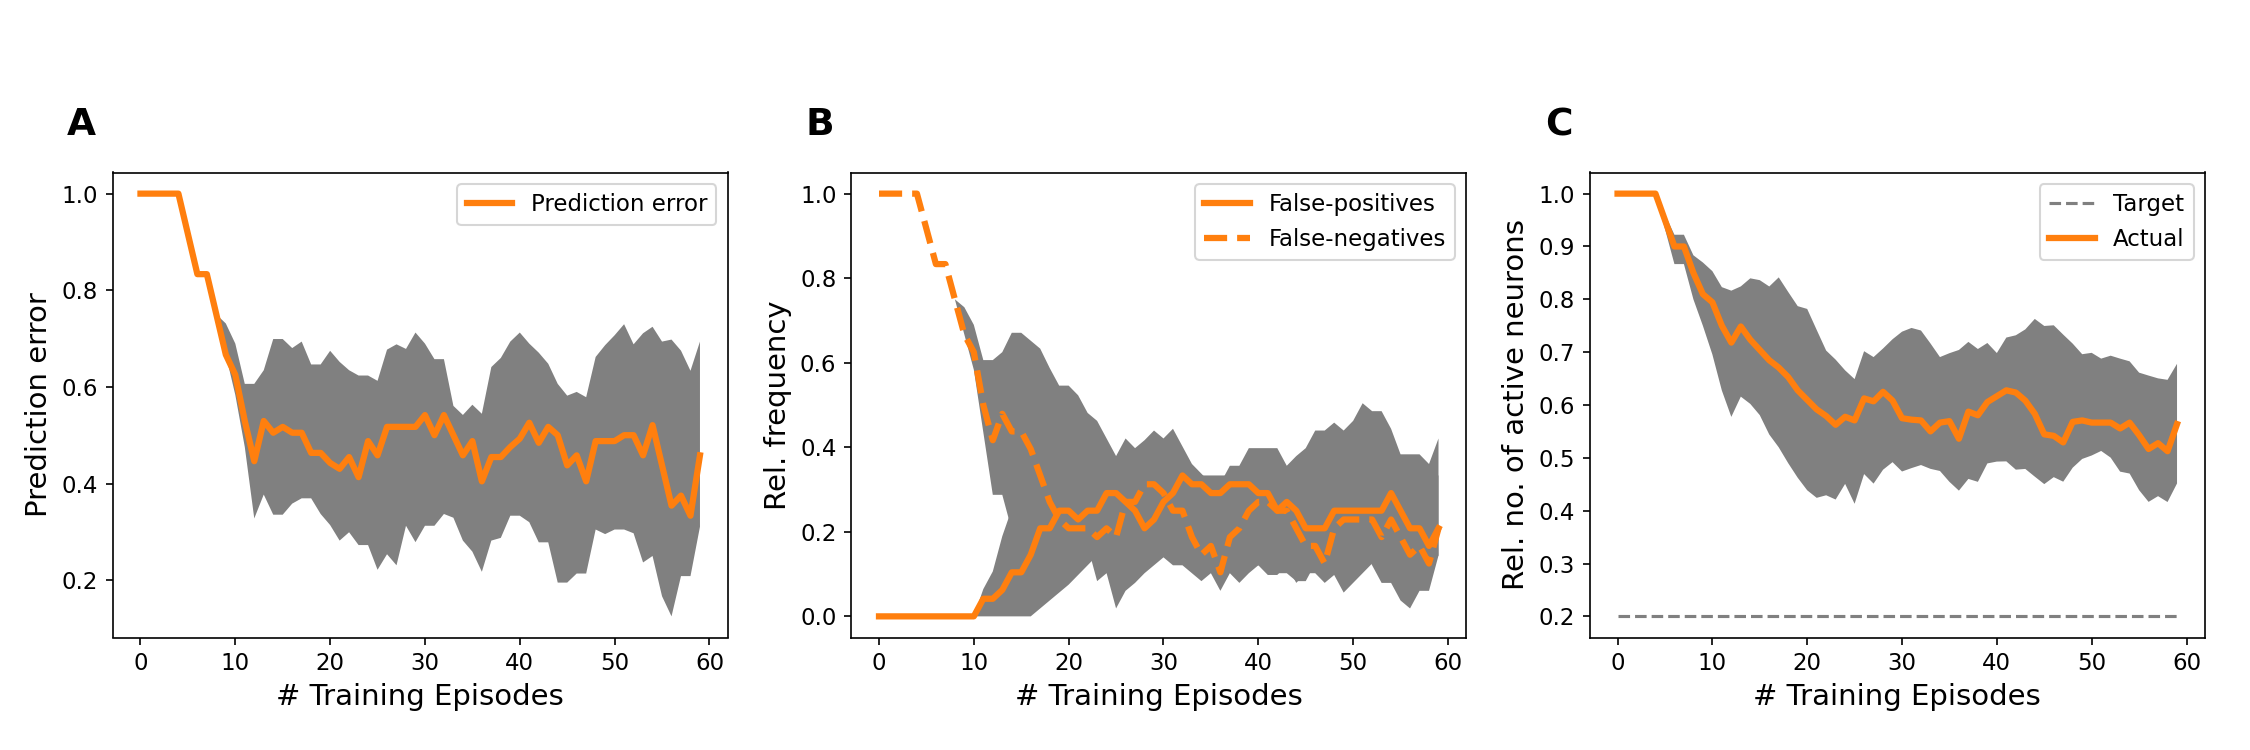 A
B
C
Prediction error
1.0
0.8
0.6
0.4
0.2
0 10 20 30 40 50 60
# Training Episodes
Prediction error
False-positives
False-negatives
1.0
0.8
0.6
0.4
0.2
0.0
0 10 20 30 40 50 60
# Training Episodes
Rel. frequency
Target
Actual
1.0
0.9
0.8
0.7
0.6
0.5
0.4
0.3
0.2
0 10 20 30 40 50 60
# Training Episodes
Rel. no. of active neurons